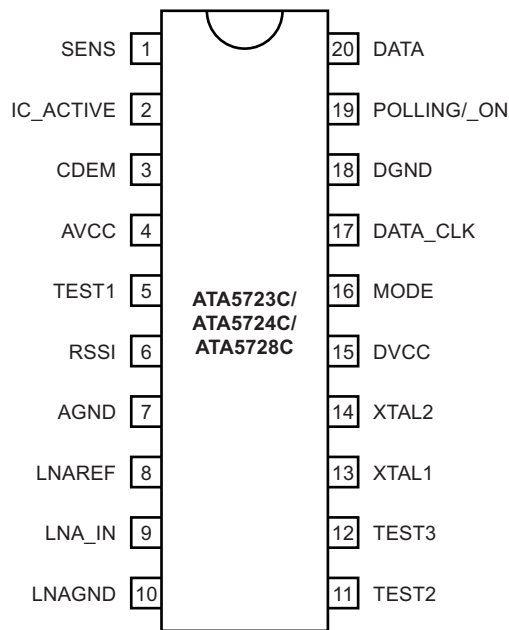 SENS 1 20 DATA
IC_ACTIVE 2 19 POLLING/_ON
CDEM 3 18 DGND
AVCC 4 17 DATA_CLK
TEST1 5 16 MODE
ATA5723C/
ATA5724C/
ATA5728C
RSSI 6 15 DVCC
AGND 7 14 XTAL2
LNAREF 8 13 XTAL1
LNA_IN 9 12 TEST3
LNAGND 10 11 TEST2